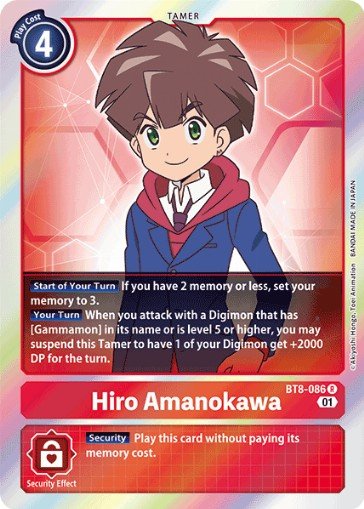 TAMER
Play Cost
4
Start of Your Turn If you have 2 memory or less, set your
memory to 3.
Your Turn When you attack with a Digimon that has
[Gammamon] in its name or is level 5 or higher, you may
suspend this Tamer to have 1 of your Digimon get +2000
DP for the turn.
©Akiyoshi Hongo, Toei Animation BANDAI MADE IN JAPAN
BT8-086 R
Hiro Amanokawa
01
Security Play this card without paying its
memory cost.
Security Effect